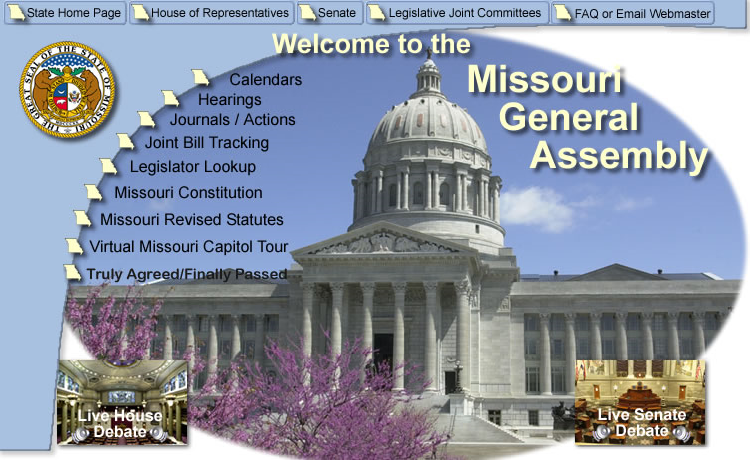 State Home Page
House of Representatives
Senate
Legislative Joint Committees
FAQ or Email Webmaster
Welcome to the
Missouri
General
Assembly
THE GREAT SEAL OF THE STATE OF MISSOURI
Calendars
Hearings
Journals / Actions
Joint Bill Tracking
Legislator Lookup
Missouri Constitution
Missouri Revised Statutes
Virtual Missouri Capitol Tour
Truly Agreed/Finally Passed
Live House
Debate
Live Senate
Debate